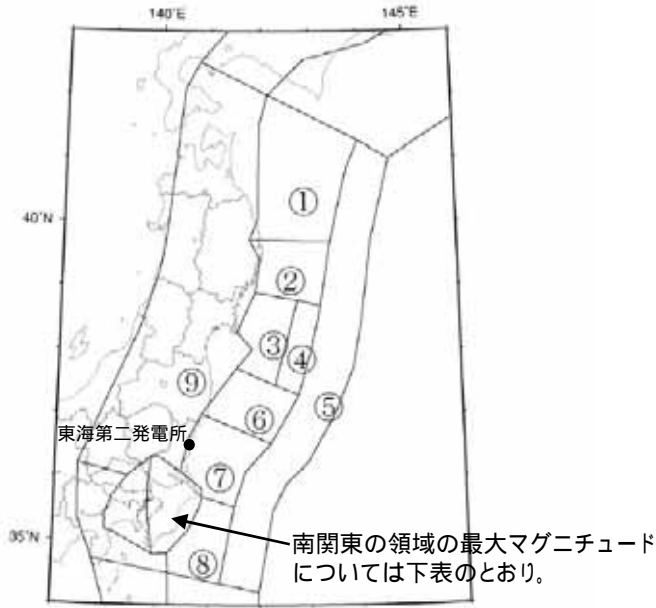 140°E 145°E
①
40°N
②
③
④
⑨
⑤
⑥
東海第二発電所
⑦
35°N
南関東の領域の最大マグニチュード
については下表のとおり。
⑧